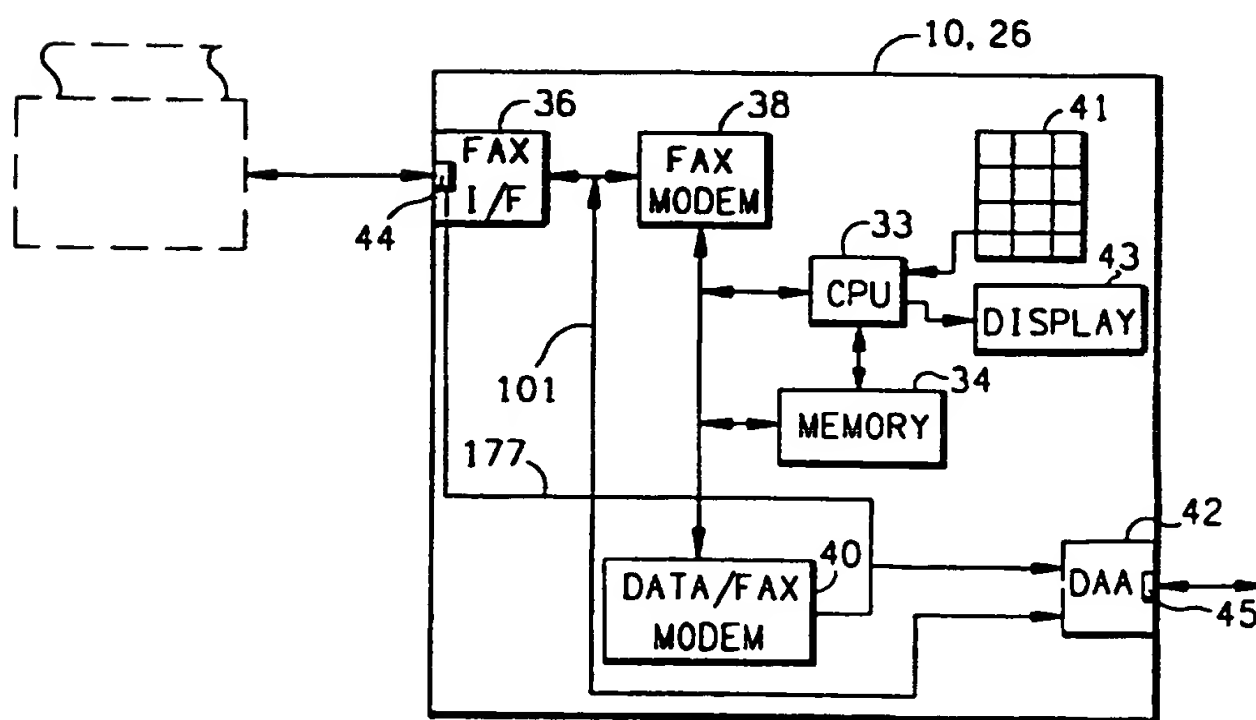 10, 26
36
38
41
FAX
I/F
FAX
MODEM
44
33
CPU
43
DISPLAY
101
34
MEMORY
177
42
40
DATA/FAX
MODEM
DAA
45